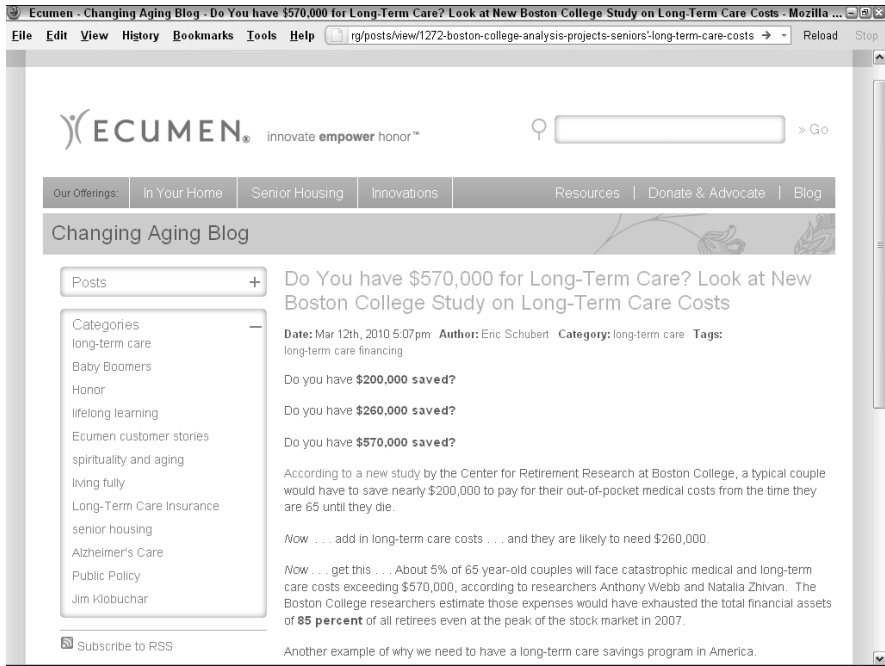 Ecumen - Changing Aging Blog - Do You have $570,000 for Long-Term Care? Look at New Boston College Study on Long-Term Care Costs - Mozilla ...
File Edit View History Bookmarks Tools Help rg/posts/view/1272-boston-college-analysis-projects-seniors'-long-term-care-costs Reload Stop
ECUMEN® innovate empower honor™ » Go
Our Offerings: In Your Home Senior Housing Innovations Resources | Donate & Advocate | Blog
Changing Aging Blog
Posts +
Categories —
long-term care
Baby Boomers
Honor
lifelong learning
Ecumen customer stories
spirituality and aging
living fully
Long-Term Care Insurance
senior housing
Alzheimer's Care
Public Policy
Jim Klobuchar
Subscribe to RSS
Do You have $570,000 for Long-Term Care? Look at New
Boston College Study on Long-Term Care Costs
Date: Mar 12th, 2010 5:07pm Author: Eric Schubert Category: long-term care Tags:
long-term care financing
Do you have $200,000 saved?
Do you have $260,000 saved?
Do you have $570,000 saved?
According to a new study by the Center for Retirement Research at Boston College, a typical couple
would have to save nearly $200,000 to pay for their out-of-pocket medical costs from the time they
are 65 until they die.
Now . . . add in long-term care costs . . . and they are likely to need $260,000.
Now . . . get this . . . About 5% of 65 year-old couples will face catastrophic medical and long-term
care costs exceeding $570,000, according to researchers Anthony Webb and Natalia Zhivan. The
Boston College researchers estimate those expenses would have exhausted the total financial assets
of 85 percent of all retirees even at the peak of the stock market in 2007.
Another example of why we need to have a long-term care savings program in America.